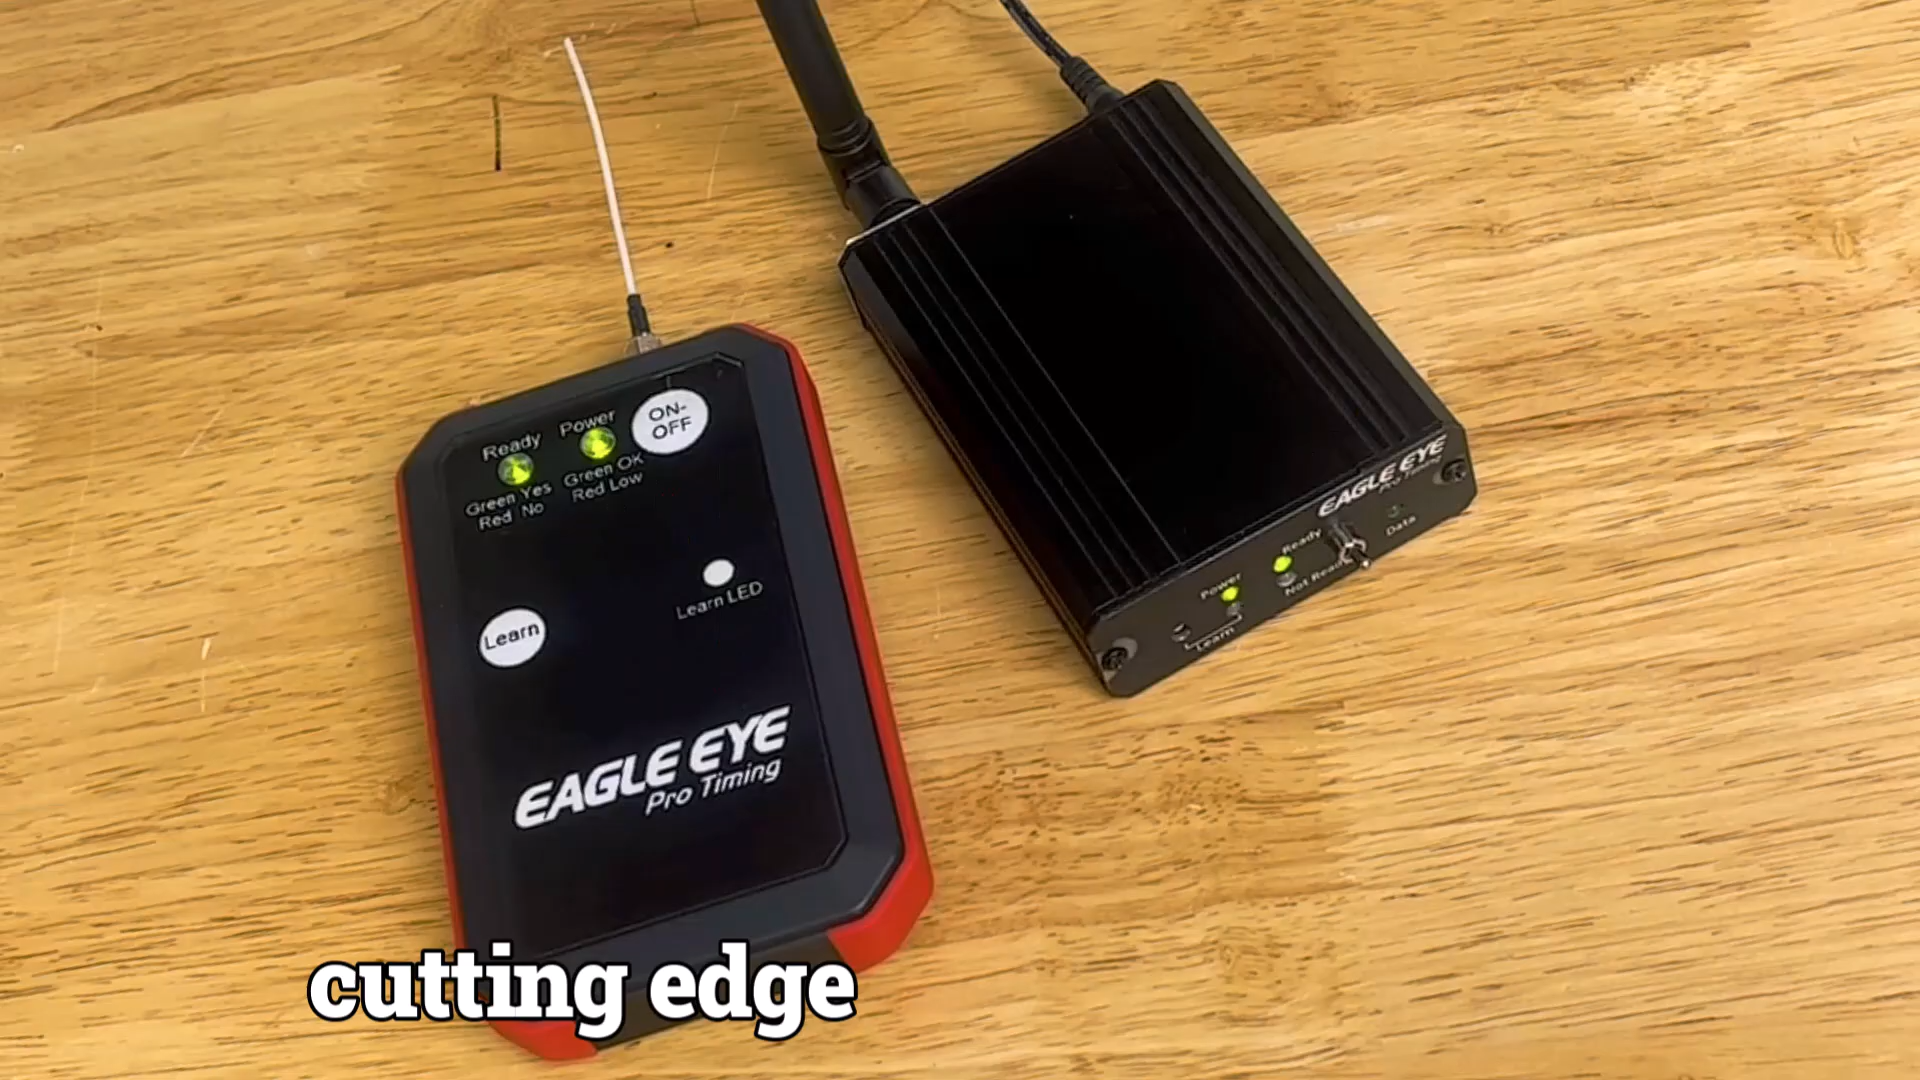 Ready
Power
ON-
OFF
Green Yes
Red No
Green OK
Red Low
Learn LED
Learn
EAGLE EYE
Pro Timing
EAGLE EYE
Pro Timing
Data
Ready
Not Ready
Power
Learn
cutting edge